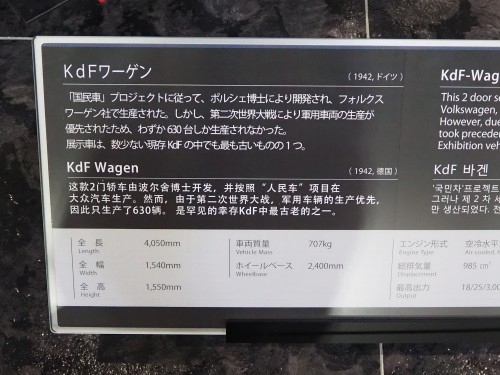 KdFワーゲン （1942, ドイツ）
「国民車」プロジェクトに従って、ポルシェ博士により開発され、フォルクス
ワーゲン社で生産された。しかし、第二次世界大戦により軍用車両の生産が
優先されたため、わずか630台しか生産されなかった。
展示車は、数少ない現存KdFの中でも最も古いものの1つ。
KdF Wagen （1942, 德国）
这款2门轿车由波尔舍博士开发，并按照“人民车”项目在
大众汽车生产。然而，由于第二次世界大战，军用车辆的生产优先，
因此只生产了630辆。 是罕见的幸存KdF中最古老的之一。
KdF-Wag
This 2 door se
Volkswagen,
However, due
took preceden
Exhibition veh
KdF 바겐
‘국민차’프로젝트
그러나 제 2 차 세
만 생산되었다. 전
全 長 4,050mm
Length
全 幅 1,540mm
Width
全 高 1,550mm
Height
車両質量 707kg
Vehicle Mass
ホイールベース 2,400mm
Wheelbase
エンジン形式 空冷水平
Engine Type Air cooled, h
総排気量 985 cm³
Displacement
最高出力 18/25/3,00
Output